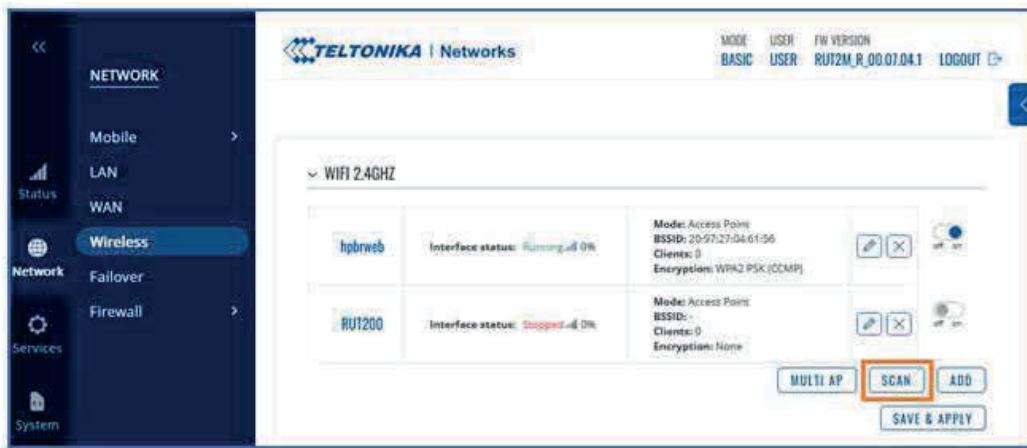 «
TELTONIKA | Networks
MODE USER FW VERSION
BASIC USER RUT2M_R_00.07.04.1 LOGOUT
NETWORK
Mobile
LAN
WAN
Wireless
Failover
Firewall
Status
Network
Services
System
WIFI 2.4GHZ
hpbrweb
Interface status: Running 0%
Mode: Access Point
BSSID: 20:97:27:04:61:56
Clients: 0
Encryption: WPA2 PSK (CCMP)
off on
RUT200
Interface status: Stopped 0%
Mode: Access Point
BSSID: -
Clients: 0
Encryption: None
off on
MULTI AP SCAN ADD
SAVE & APPLY